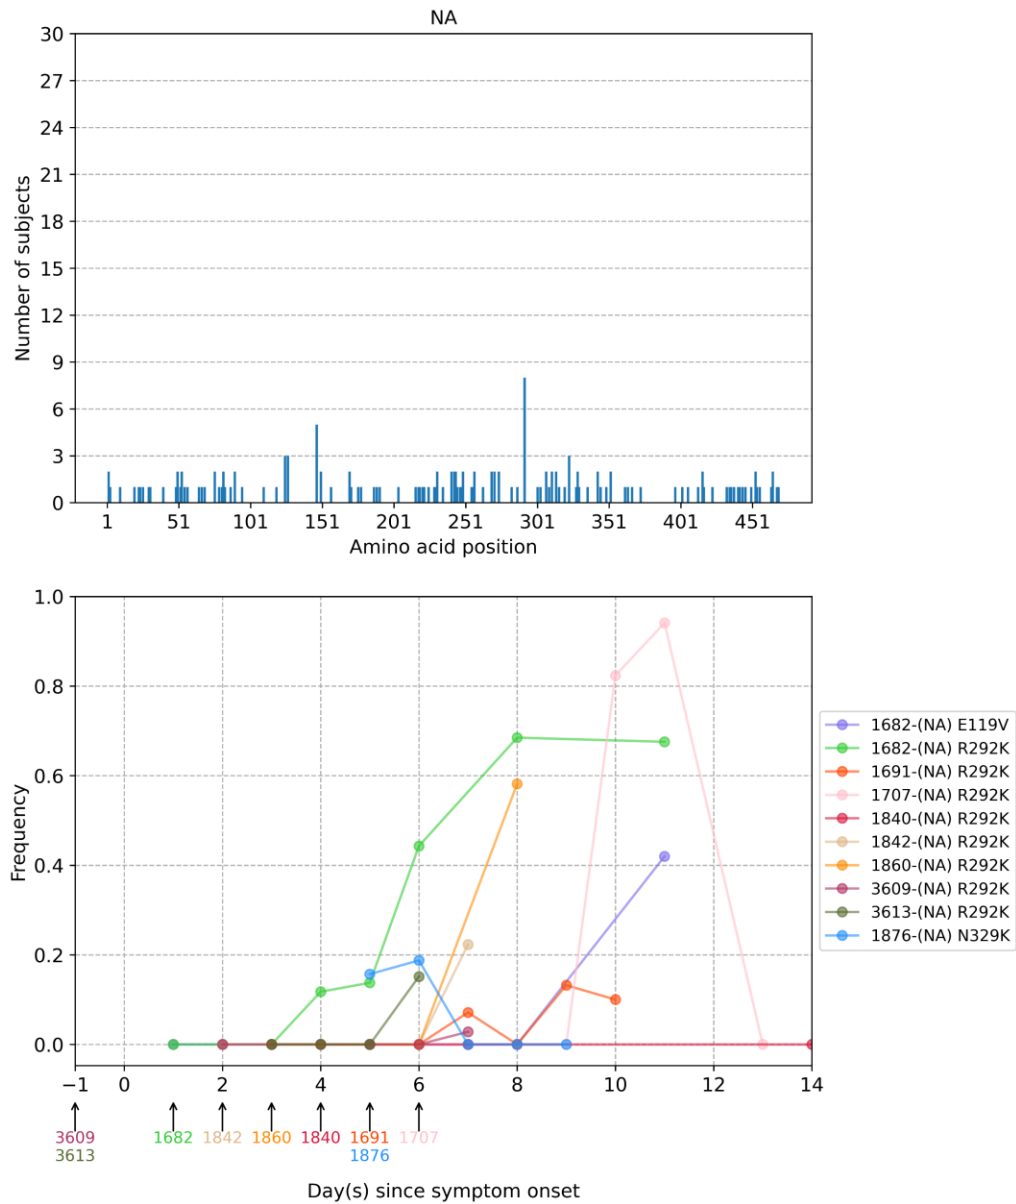 NA
30
27
24
21
18
15
12
9
6
3
0
Number of subjects
1 51 101 151 201 251 301 351 401 451
Amino acid position
1.0
0.8
0.6
0.4
0.2
0.0
Frequency
1682-(NA) E119V
1682-(NA) R292K
1691-(NA) R292K
1707-(NA) R292K
1840-(NA) R292K
1842-(NA) R292K
1860-(NA) R292K
3609-(NA) R292K
3613-(NA) R292K
1876-(NA) N329K
−1 0 2 4 6 8 10 12 14
3609 1682 1842 1860 1840 1691 1707
3613 1876
Day(s) since symptom onset